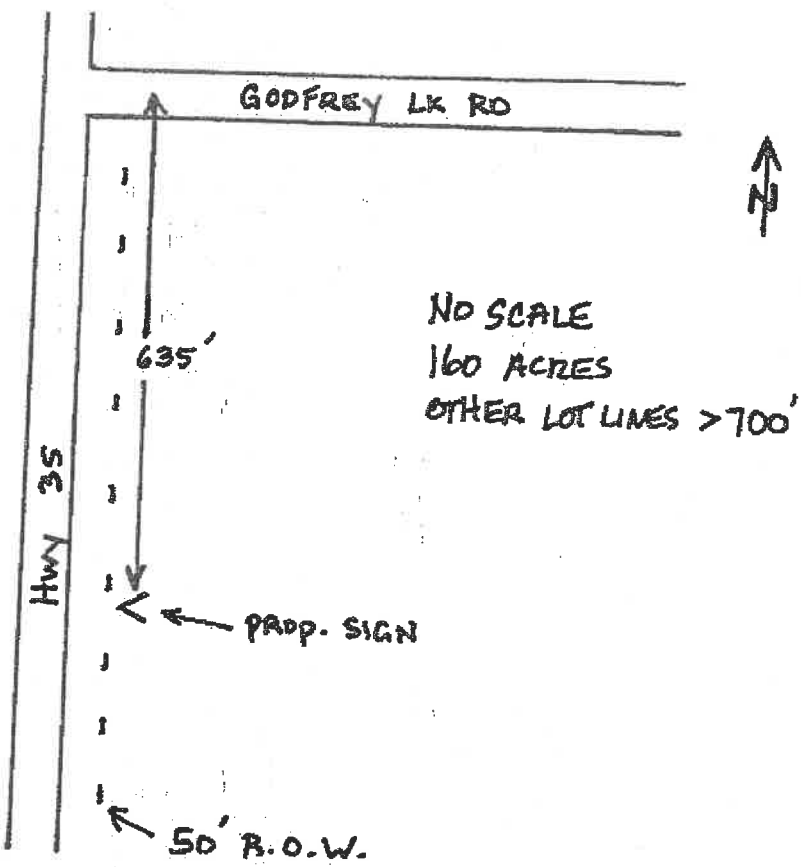 GODFREY LK RD
N
NO SCALE
160 ACRES
OTHER LOT LINES >700'
635'
HWY 35
PROP. SIGN
50' R.O.W.